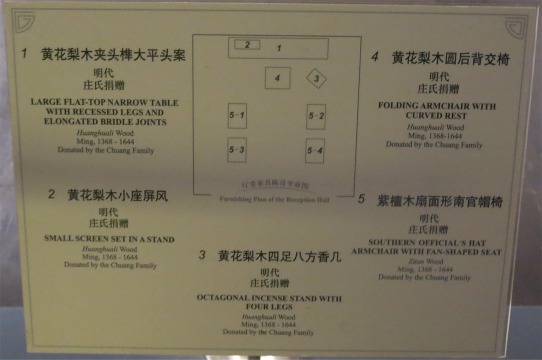 1 黄花梨木夹头榫大平头案
明代
庄氏捐赠
LARGE FLAT-TOP NARROW TABLE
WITH RECESSED LEGS AND
ELONGATED BRIDLE JOINTS
Huanghuali Wood
Ming, 1368 - 1644
Donated by the Chuang Family
2 黄花梨木小座屏风
明代
庄氏捐赠
SMALL SCREEN SET IN A STAND
Huanghuali Wood
Ming, 1368 - 1644
Donated by the Chuang Family
2
1
4
3
5-1
5-2
5-3
5-4
Furnishing Plan of the Reception Hall
3 黄花梨木四足八方香几
明代
庄氏捐赠
OCTAGONAL INCENSE STAND WITH
FOUR LEGS
Huanghuali Wood
Ming, 1368 - 1644
Donated by the Chuang Family
4 黄花梨木圆后背交椅
明代
庄氏捐赠
FOLDING ARMCHAIR WITH
CURVED REST
Huanghuali Wood
Ming, 1368-1644
Donated by the Chuang Family
5 紫檀木扇面形南官帽椅
明代
庄氏捐赠
SOUTHERN OFFICIAL'S HAT
ARMCHAIR WITH FAN-SHAPED SEAT
Zitan Wood
Ming, 1368 - 1644
Donated by the Chuang Family